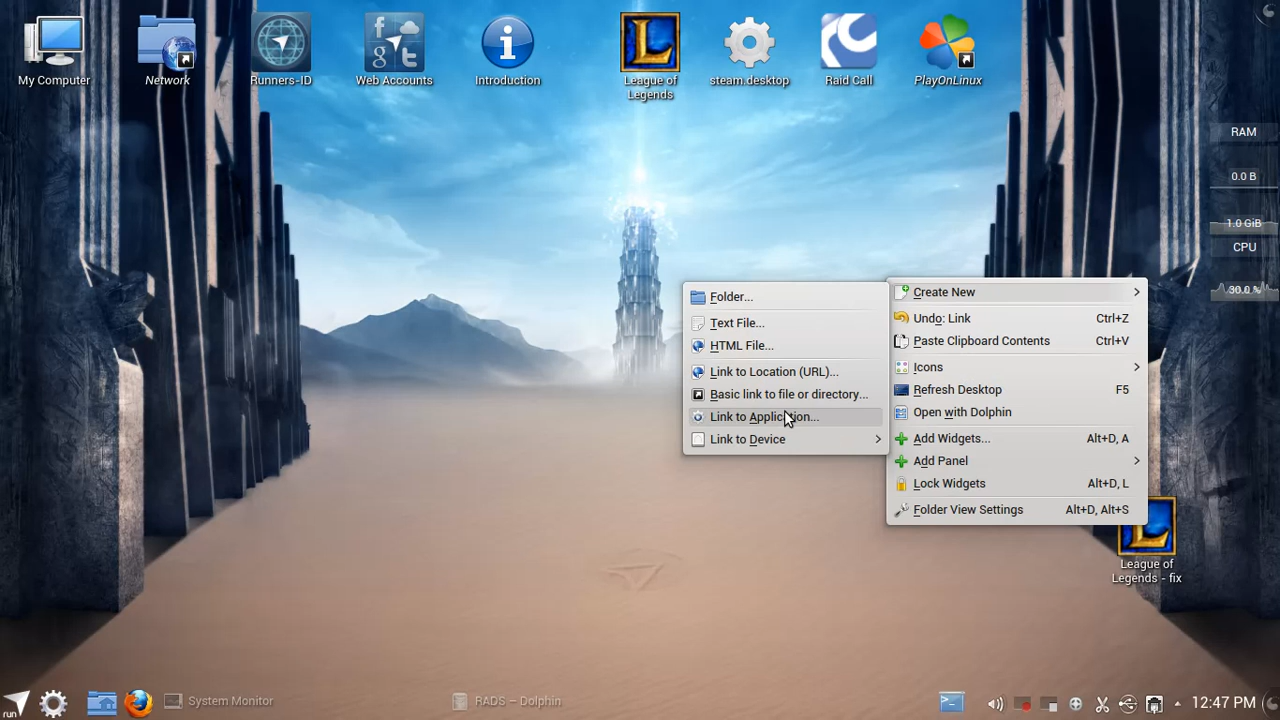 My Computer
Network
Runners-ID
Web Accounts
Introduction
League of
Legends
steam.desktop
Raid Call
PlayOnLinux
RAM
0.0 B
1.0 GiB
CPU
30.0 %
Folder...
Text File...
HTML File...
Link to Location (URL)...
Basic link to file or directory...
Link to Application...
Link to Device
Create New
Undo: Link Ctrl+Z
Paste Clipboard Contents Ctrl+V
Icons
Refresh Desktop F5
Open with Dolphin
Add Widgets... Alt+D, A
Add Panel
Lock Widgets Alt+D, L
Folder View Settings Alt+D, Alt+S
League of
Legends - fix
run
System Monitor
RADS – Dolphin
12:47 PM